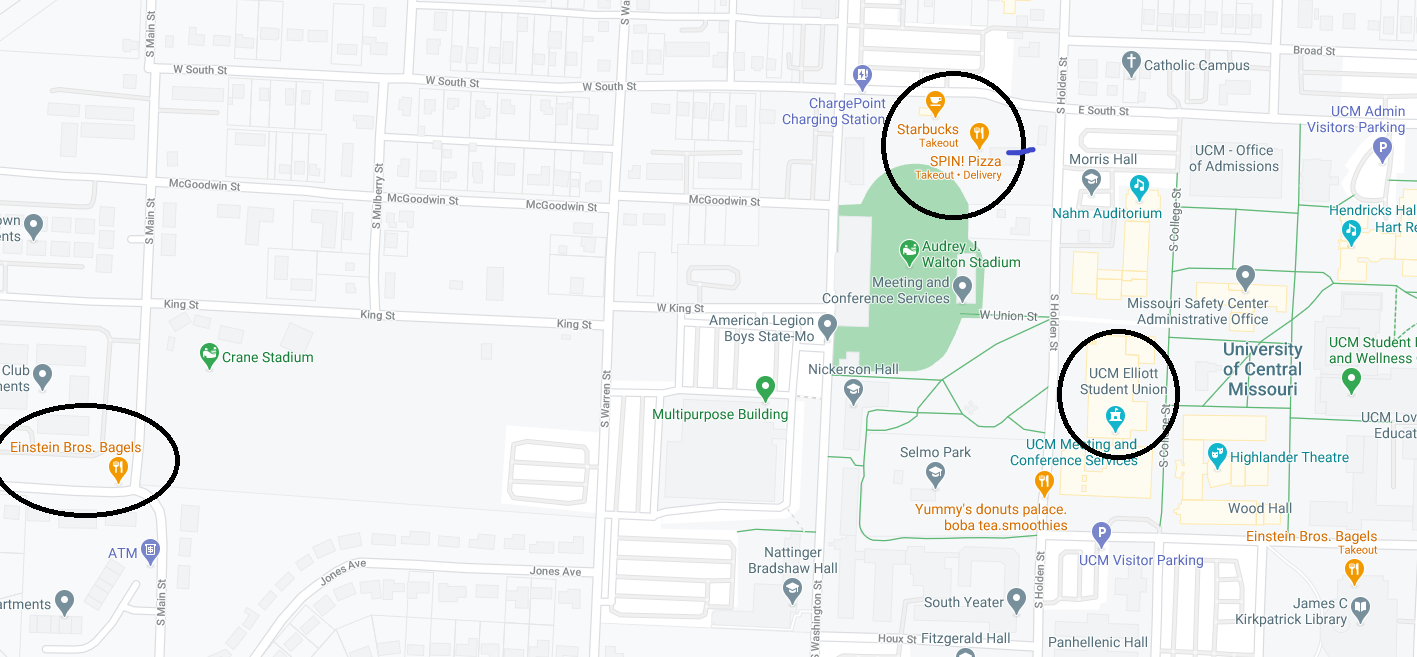 S Main St
S Wa
Broad St
W South St
W South St
W South St
ChargePoint
Charging Station
Starbucks
Takeout
SPIN! Pizza
Takeout • Delivery
S Holden St
Catholic Campus
E South St
UCM Admin
Visitors Parking
UCM - Office
of Admissions
Morris Hall
Nahm Auditorium
S College St
Hendricks Hal
Hart Re
McGoodwin St
McGoodwin St
McGoodwin St
McGoodwin St
S Mulberry St
S Main St
own
ents
Audrey J.
Walton Stadium
Meeting and
Conference Services
Missouri Safety Center
Administrative Office
King St
King St
King St
W King St
W Union St
S Holden St
American Legion
Boys State-Mo
Crane Stadium
Nickerson Hall
UCM Elliott
Student Union
University
of Central
Missouri
UCM Student
and Wellness
Club
ments
S Warren St
Multipurpose Building
UCM Lov
Educat
S College St
UCM Meeting and
Conference Services
Einstein Bros. Bagels
Selmo Park
Highlander Theatre
Yummy's donuts palace.
boba tea.smoothies
Wood Hall
Einstein Bros. Bagels
Takeout
ATM
Nattinger
Bradshaw Hall
UCM Visitor Parking
Jones Ave
Jones Ave
S Main St
S Washington St
S Holden St
artments
South Yeater
James C
Kirkpatrick Library
Houx St
Fitzgerald Hall
Panhellenic Hall